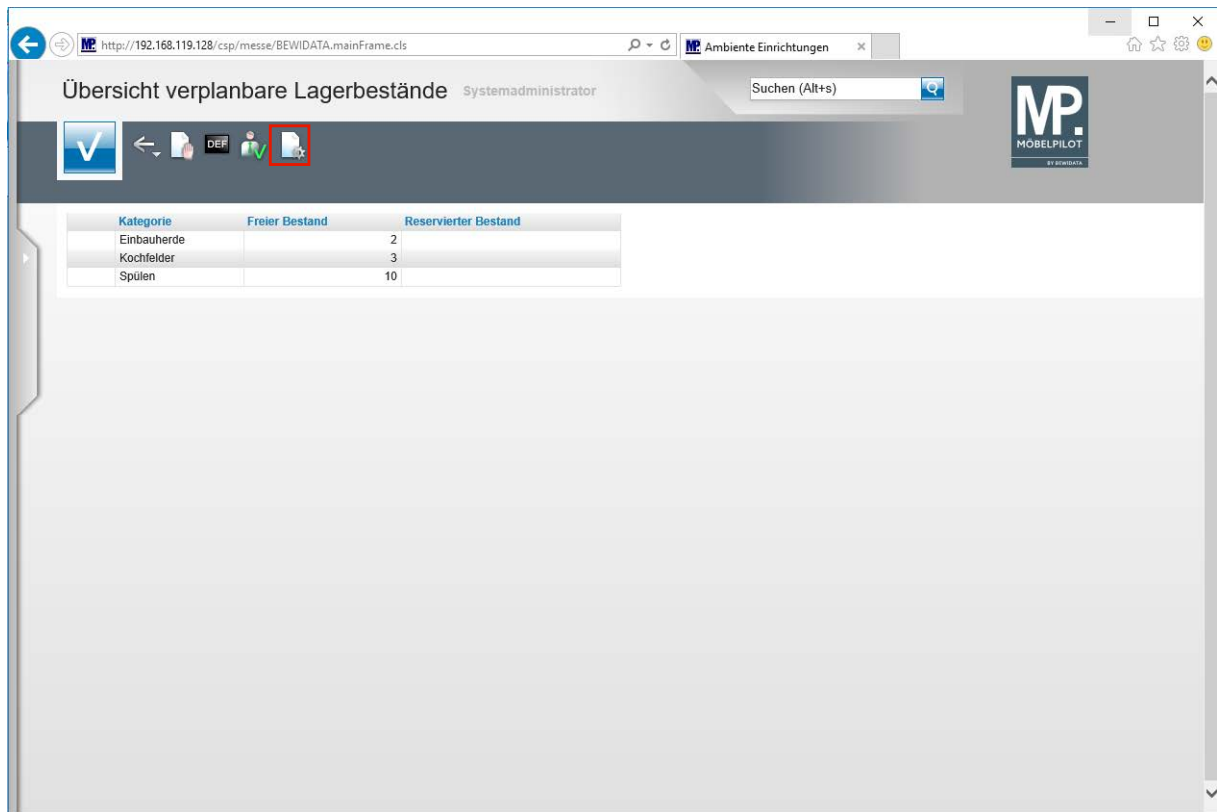 http://192.168.119.128/csp/messe/BEWIDATA.mainFrame.cls
MP. Ambiente Einrichtungen
Übersicht verplanbare Lagerbestände Systemadministrator
Suchen (Alt+s)
MP.
MÖBELPILOT
BY BEWIDATA
DEF
Kategorie Freier Bestand Reservierter Bestand
Einbauherde 2
Kochfelder 3
Spülen 10